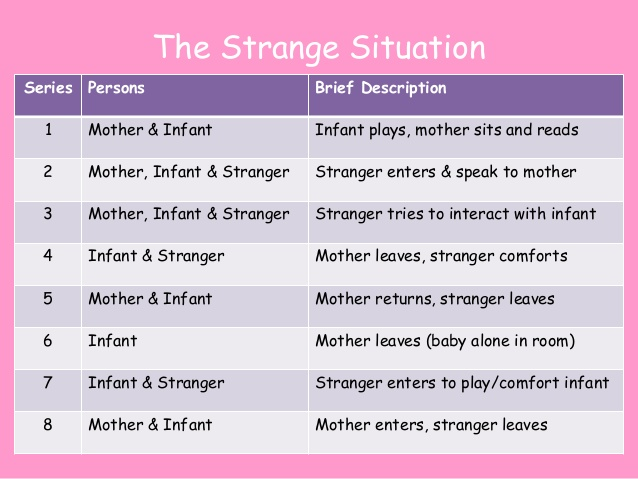 The Strange Situation
Series Persons Brief Description
1 Mother & Infant Infant plays, mother sits and reads
2 Mother, Infant & Stranger Stranger enters & speak to mother
3 Mother, Infant & Stranger Stranger tries to interact with infant
4 Infant & Stranger Mother leaves, stranger comforts
5 Mother & Infant Mother returns, stranger leaves
6 Infant Mother leaves (baby alone in room)
7 Infant & Stranger Stranger enters to play/comfort infant
8 Mother & Infant Mother enters, stranger leaves